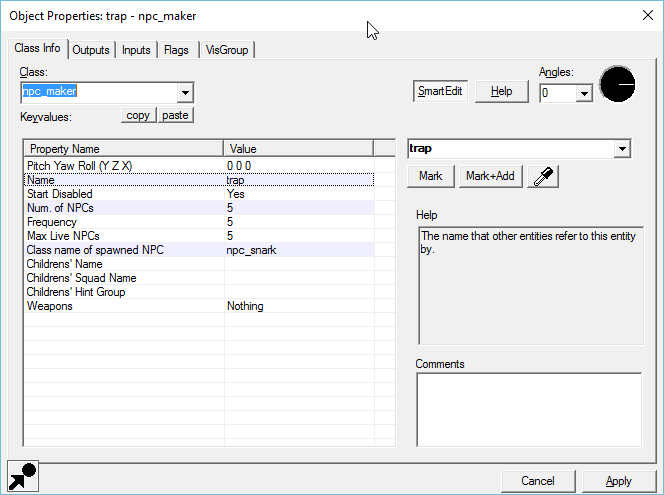 Object Properties: trap - npc_maker
Class Info Outputs Inputs Flags VisGroup
Class:
npc_maker
SmartEdit Help
Angles:
0
Keyvalues: copy paste
Property Name Value
Pitch Yaw Roll (Y Z X) 0 0 0
Name trap
Start Disabled Yes
Num. of NPCs 5
Frequency 5
Max Live NPCs 5
Class name of spawned NPC npc_snark
Childrens' Name
Childrens' Squad Name
Childrens' Hint Group
Weapons Nothing
trap
Mark Mark+Add
Help
The name that other entities refer to this entity
by.
Comments
Cancel Apply